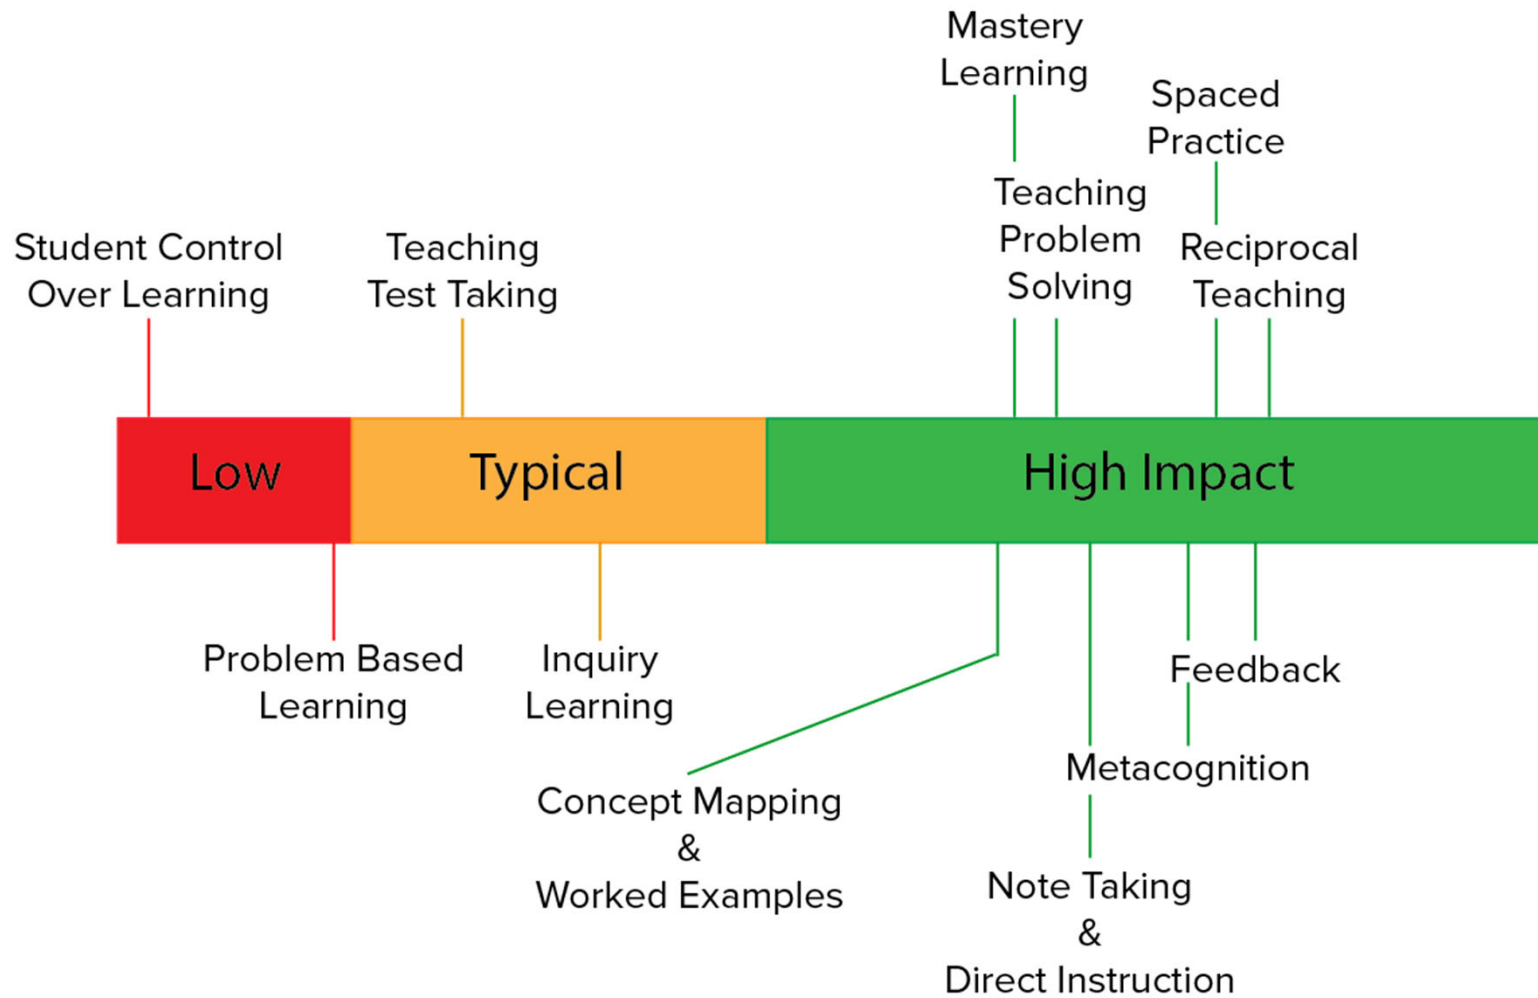 Mastery
Learning
Spaced
Practice
Teaching
Problem
Solving
Student Control
Over Learning
Teaching
Test Taking
Reciprocal
Teaching
Low
Typical
High Impact
Problem Based
Learning
Inquiry
Learning
Feedback
Metacognition
Concept Mapping
&
Worked Examples
Note Taking
&
Direct Instruction